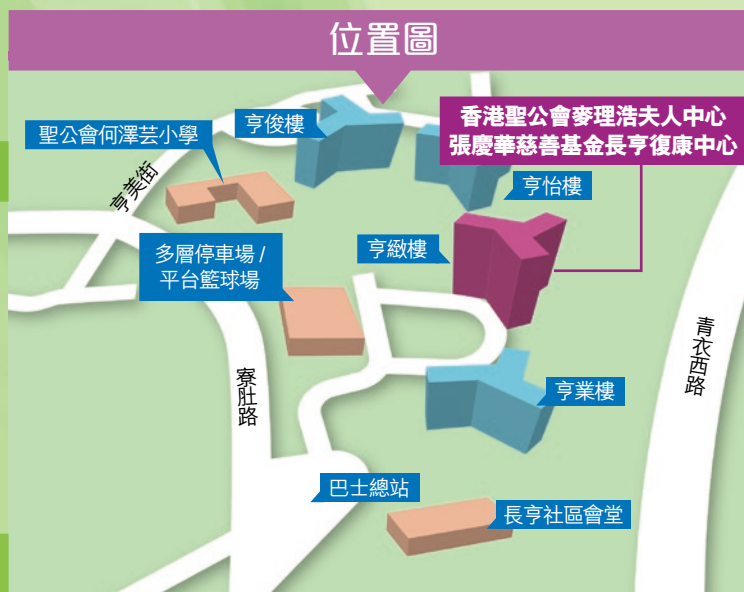 位置圖
香港聖公會麥理浩夫人中心
張慶華慈善基金長亨復康中心
亨俊樓
聖公會何澤芸小學
亨美街
亨怡樓
亨緻樓
多層停車場 /
平台籃球場
青衣西路
寮肚路
亨業樓
巴士總站
長亨社區會堂